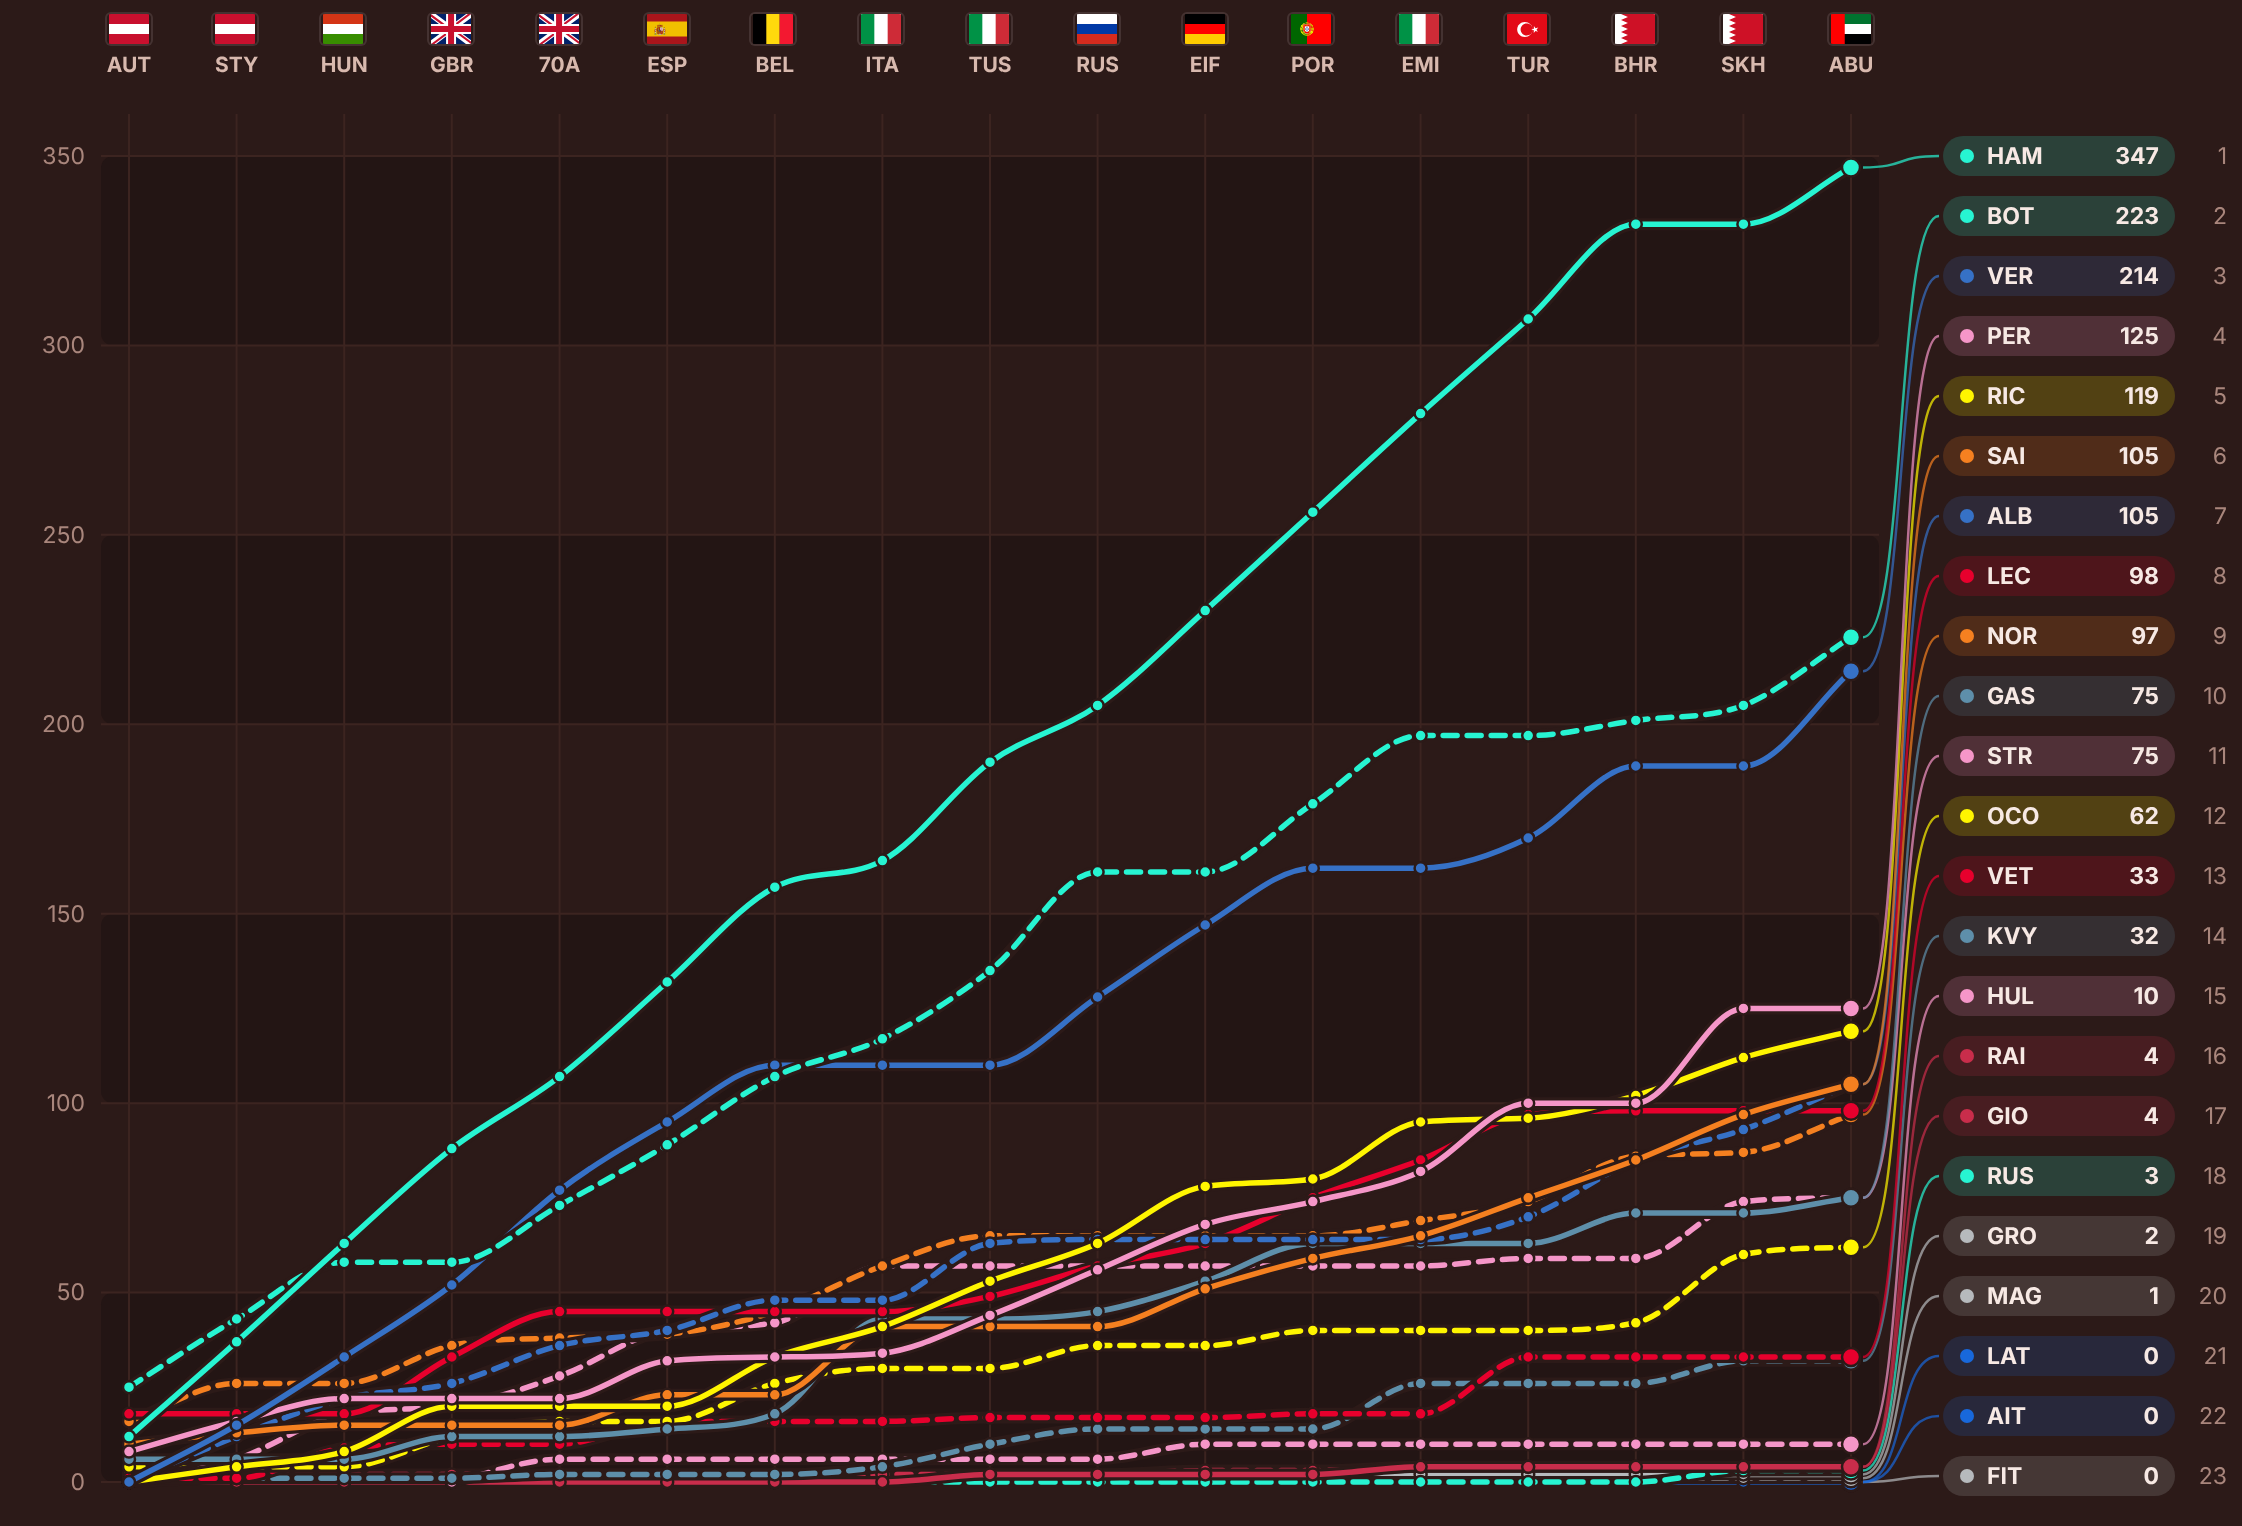 AUT STY HUN GBR 70A ESP BEL ITA TUS RUS EIF POR EMI TUR BHR SKH ABU
350
300
250
200
150
100
50
0
HAM 347 1
BOT 223 2
VER 214 3
PER 125 4
RIC 119 5
SAI 105 6
ALB 105 7
LEC 98 8
NOR 97 9
GAS 75 10
STR 75 11
OCO 62 12
VET 33 13
KVY 32 14
HUL 10 15
RAI 4 16
GIO 4 17
RUS 3 18
GRO 2 19
MAG 1 20
LAT 0 21
AIT 0 22
FIT 0 23